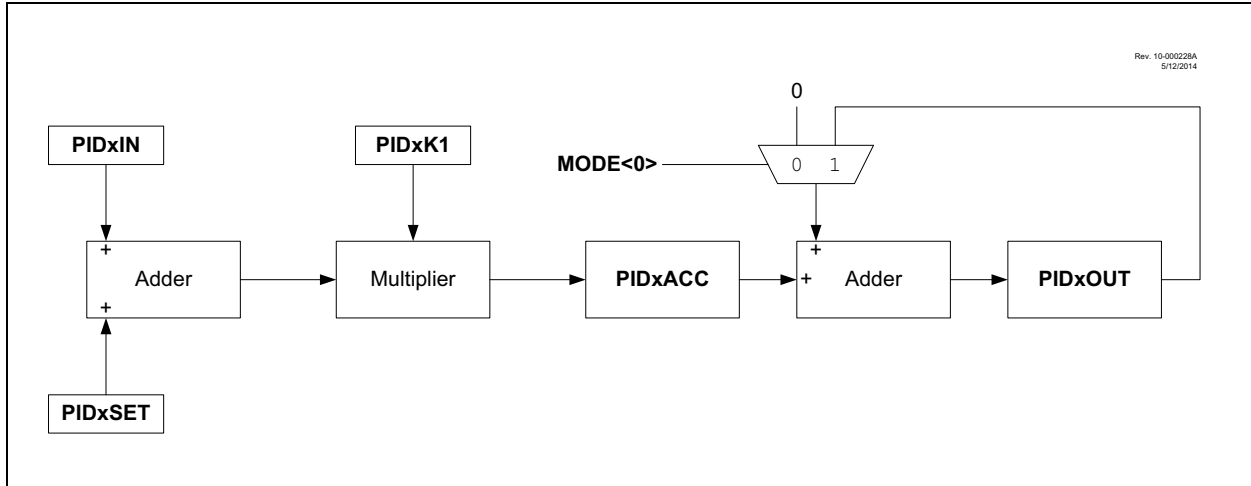 Rev. 10-000228A
5/12/2014
0
PIDxIN
PIDxK1
MODE<0>
0 1
+
Adder
+
Multiplier
PIDxACC
+
+
Adder
PIDxOUT
PIDxSET